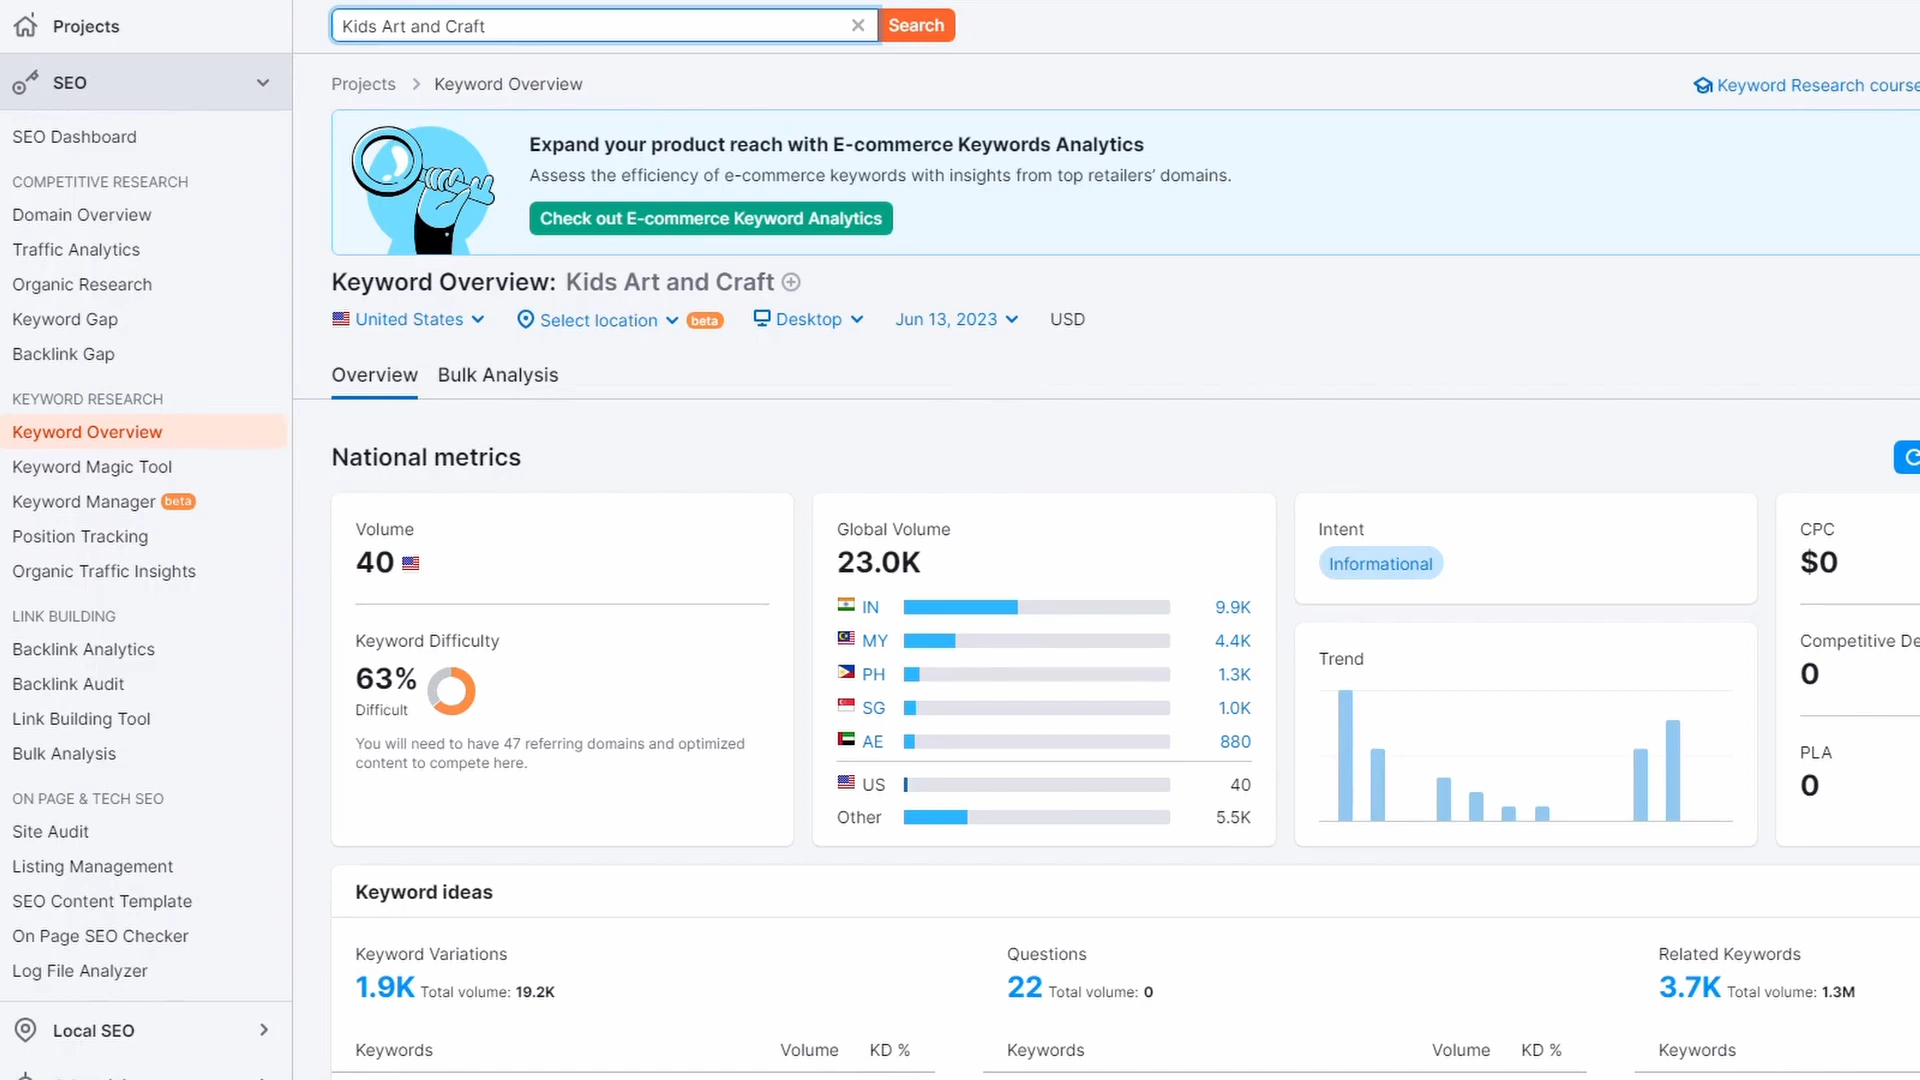 Projects
SEO
SEO Dashboard
COMPETITIVE RESEARCH
Domain Overview
Traffic Analytics
Organic Research
Keyword Gap
Backlink Gap
KEYWORD RESEARCH
Keyword Overview
Keyword Magic Tool
Keyword Manager beta
Position Tracking
Organic Traffic Insights
LINK BUILDING
Backlink Analytics
Backlink Audit
Link Building Tool
Bulk Analysis
ON PAGE & TECH SEO
Site Audit
Listing Management
SEO Content Template
On Page SEO Checker
Log File Analyzer
Local SEO
Kids Art and Craft
Search
Projects > Keyword Overview
Keyword Research course
Expand your product reach with E-commerce Keywords Analytics
Assess the efficiency of e-commerce keywords with insights from top retailers’ domains.
Check out E-commerce Keyword Analytics
Keyword Overview: Kids Art and Craft
United States Select location beta Desktop Jun 13, 2023 USD
Overview Bulk Analysis
National metrics
Volume
40
Keyword Difficulty
63%
Difficult
You will need to have 47 referring domains and optimized
content to compete here.
Global Volume
23.0K
IN 9.9K
MY 4.4K
PH 1.3K
SG 1.0K
AE 880
US 40
Other 5.5K
Intent
Informational
Trend
CPC
$0
Competitive De
0
PLA
0
Keyword ideas
Keyword Variations
1.9K Total volume: 19.2K
Keywords Volume KD %
Questions
22 Total volume: 0
Keywords Volume KD %
Related Keywords
3.7K Total volume: 1.3M
Keywords